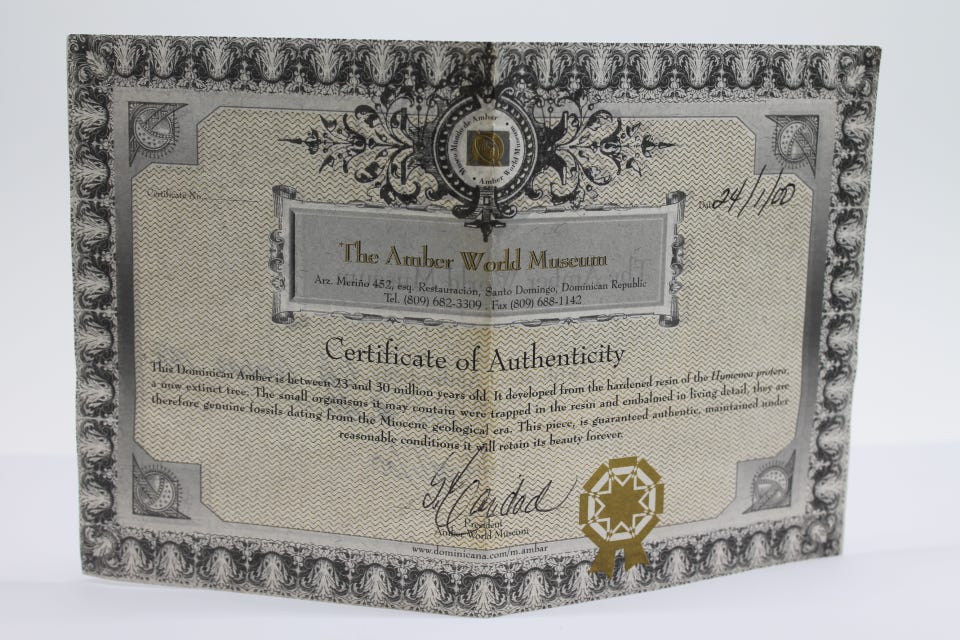 Museo Mundo de Ambar • Amber World Museum •
Certificate No.
Date 24/1/00
The Amber World Museum
Arz. Meriño 452, esq. Restauración, Santo Domingo, Dominican Republic
Tel. (809) 682-3309 . Fax (809) 688-1142
Certificate of Authenticity
This Dominican Amber is between 23 and 30 million years old. It developed from the hardened resin of the Humenea protera,
a now extinct tree. The small organisms it may contain were trapped in the resin and embalmed in living detail, they are
therefore genuine fossils dating from the Miocene geological era. This piece, is guaranteed authentic, maintained under
reasonable conditions it will retain its beauty forever.
President
Amber World Museum
www.dominicana.com/m.ambar